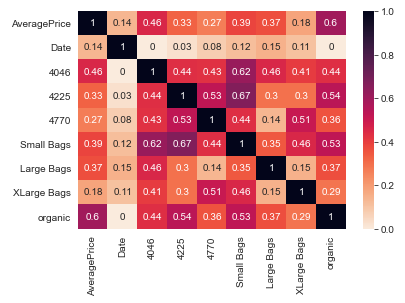 AveragePrice 1 0.14 0.46 0.33 0.27 0.39 0.37 0.18 0.6
Date 0.14 1 0 0.03 0.08 0.12 0.15 0.11 0
4046 0.46 0 1 0.44 0.43 0.62 0.46 0.41 0.44
4225 0.33 0.03 0.44 1 0.53 0.67 0.3 0.3 0.54
4770 0.27 0.08 0.43 0.53 1 0.44 0.14 0.51 0.36
Small Bags 0.39 0.12 0.62 0.67 0.44 1 0.35 0.46 0.53
Large Bags 0.37 0.15 0.46 0.3 0.14 0.35 1 0.15 0.37
XLarge Bags 0.18 0.11 0.41 0.3 0.51 0.46 0.15 1 0.29
organic 0.6 0 0.44 0.54 0.36 0.53 0.37 0.29 1
AveragePrice Date 4046 4225 4770 Small Bags Large Bags XLarge Bags organic
1.0
0.8
0.6
0.4
0.2
0.0